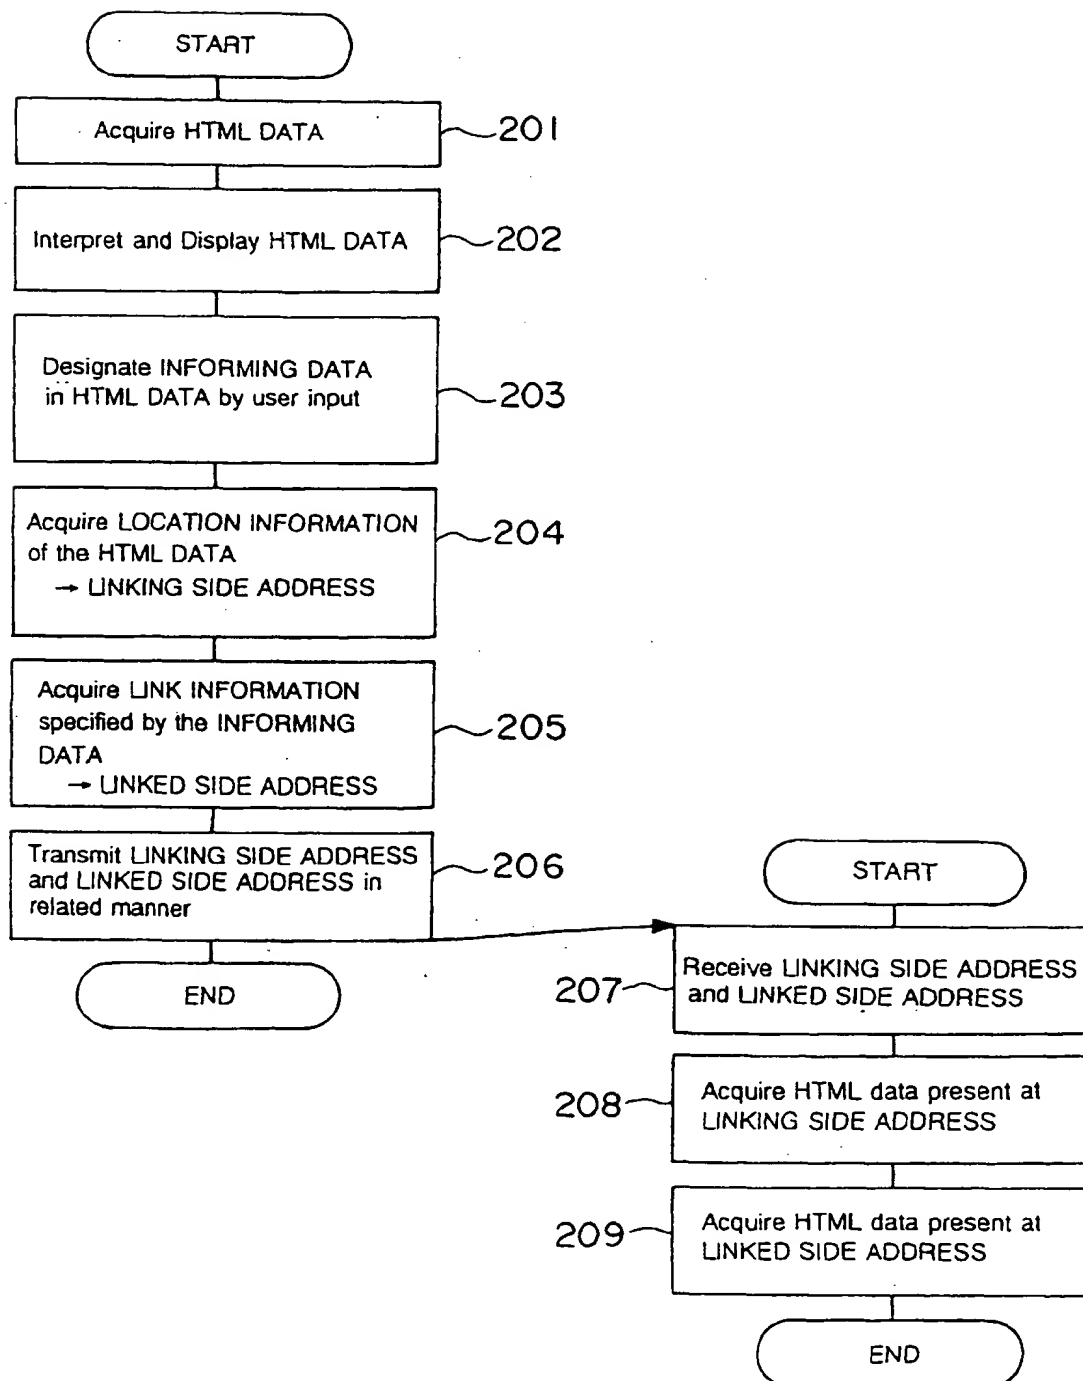 START
Acquire HTML DATA
201
Interpret and Display HTML DATA
202
Designate INFORMING DATA
in HTML DATA by user input
203
Acquire LOCATION INFORMATION
of the HTML DATA
→ LINKING SIDE ADDRESS
204
Acquire LINK INFORMATION
specified by the INFORMING
DATA
→ LINKED SIDE ADDRESS
205
Transmit LINKING SIDE ADDRESS
and LINKED SIDE ADDRESS in
related manner
206
END
START
Receive LINKING SIDE ADDRESS
and LINKED SIDE ADDRESS
207
Acquire HTML data present at
LINKING SIDE ADDRESS
208
Acquire HTML data present at
LINKED SIDE ADDRESS
209
END